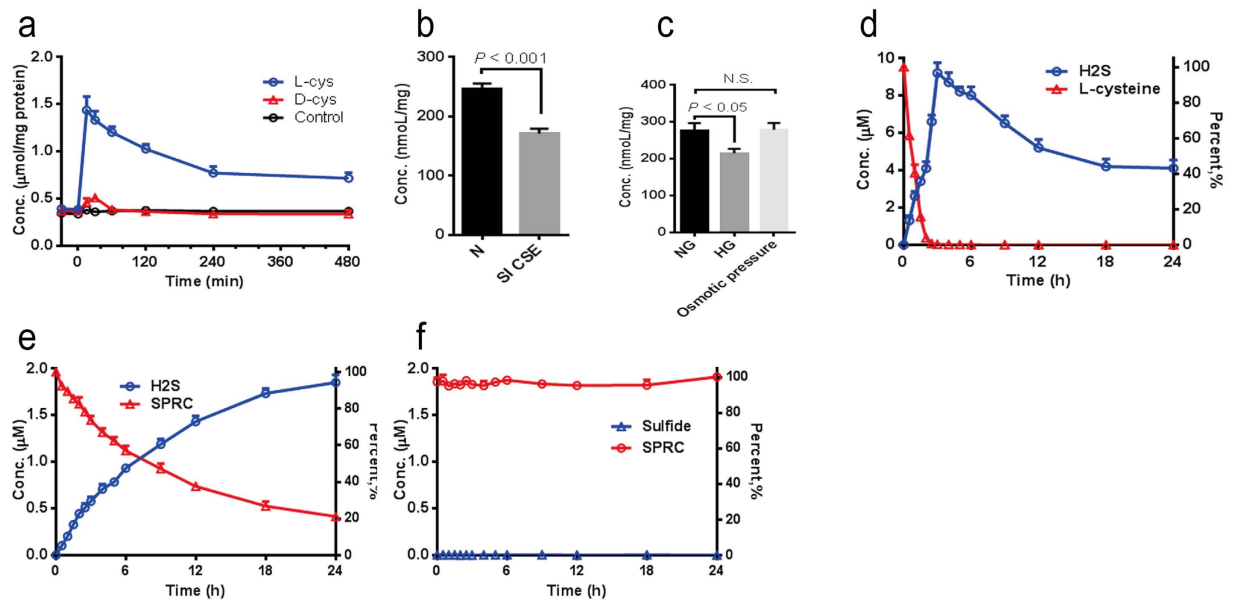 a
2.0
1.5
1.0
0.5
0.0
Conc. (μmol/mg protein)
L-cys
D-cys
Control
0 120 240 360 480
Time (min)
b
300
200
100
0
Conc. (nmoL/mg)
P < 0.001
N
SI CSE
c
400
300
200
100
0
Conc. (nmoL/mg)
N.S.
P < 0.05
NG
HG
Osmotic pressure
d
10
8
6
4
2
0
Conc. (μM)
H2S
L-cysteine
100
80
60
40
20
0
Percent,%
0 6 12 18 24
Time (h)
e
2.0
1.5
1.0
0.5
0.0
Conc. (μM)
H2S
SPRC
100
80
60
40
20
0
Percent,%
0 6 12 18 24
Time (h)
f
2.0
1.5
1.0
0.5
0.0
Conc. (μM)
Sulfide
SPRC
100
80
60
40
20
0
Percent,%
0 6 12 18 24
Time (h)